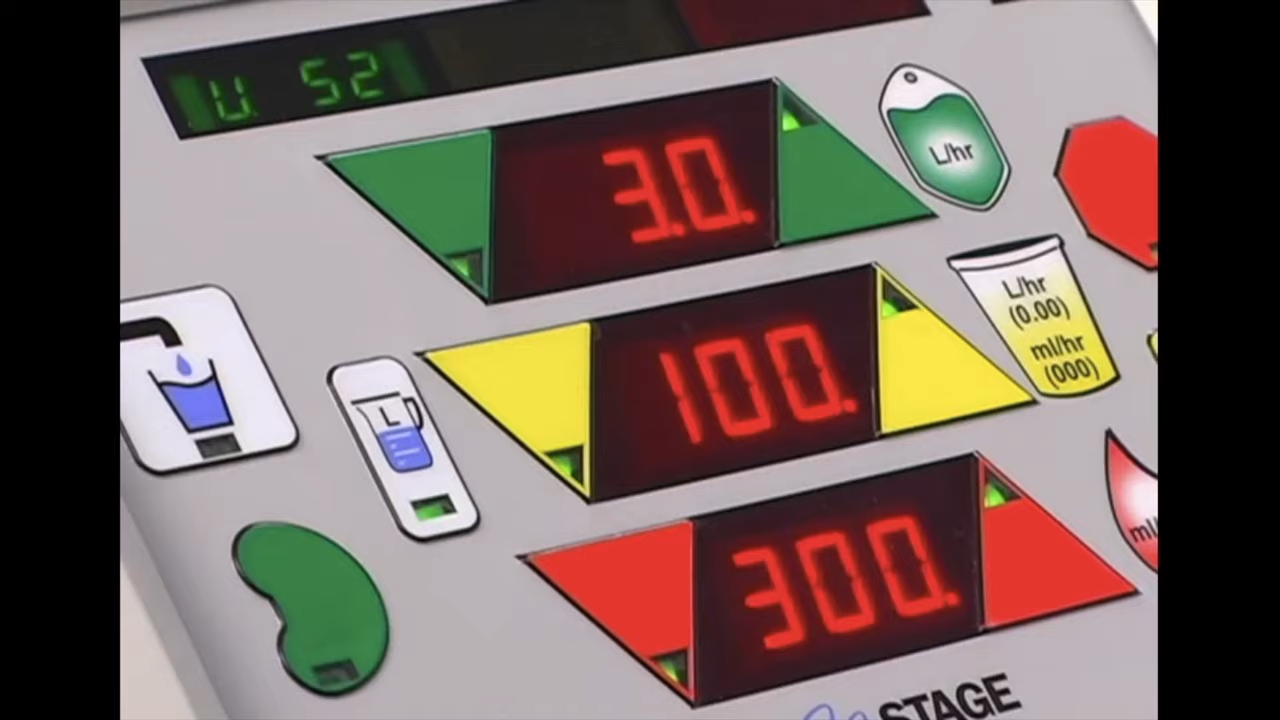 U. 52
3.0.
L/hr
100.
L/hr
(0.00)
ml/hr
(000)
L
300.
STAGE